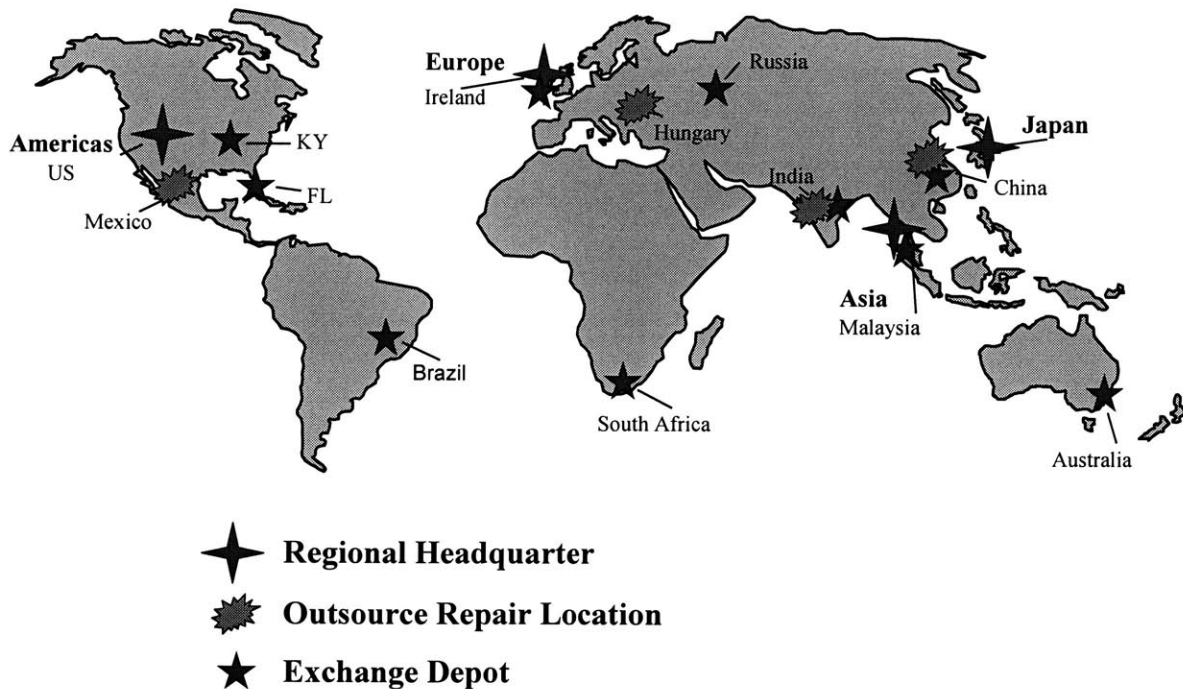 Europe
Ireland
Russia
Hungary
Americas
US
KY
FL
Mexico
Japan
India
China
Asia
Malaysia
Brazil
South Africa
Australia
Regional Headquarter
Outsource Repair Location
Exchange Depot